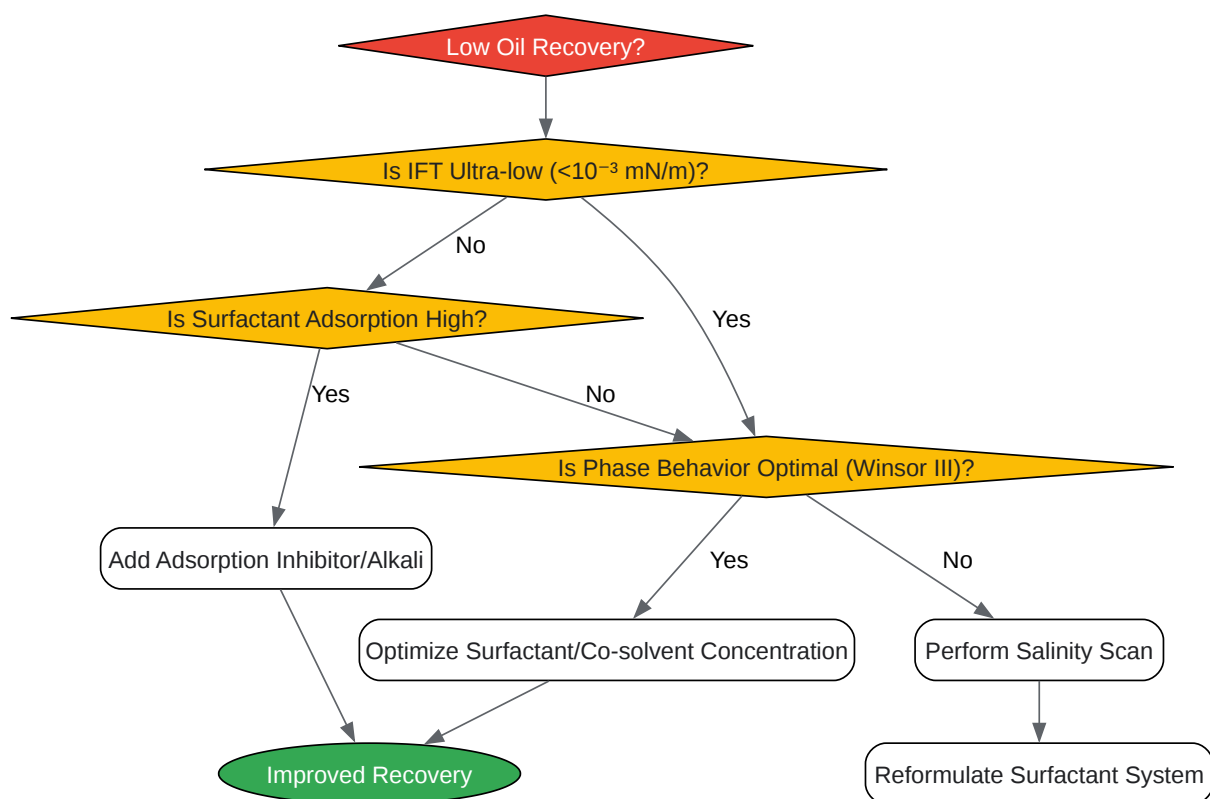 Low Oil Recovery?
Is IFT Ultra-low (<10⁻³ mN/m)?
No
Is Surfactant Adsorption High?
Yes
Yes
No
Is Phase Behavior Optimal (Winsor III)?
Add Adsorption Inhibitor/Alkali
Yes
No
Optimize Surfactant/Co-solvent Concentration
Perform Salinity Scan
Improved Recovery
Reformulate Surfactant System